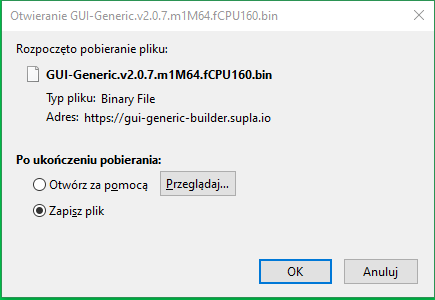 Otwieranie GUI-Generic.v2.0.7.m1M64.fCPU160.bin
Rozpoczęto pobieranie pliku:
GUI-Generic.v2.0.7.m1M64.fCPU160.bin
Typ pliku: Binary File
Adres: https://gui-generic-builder.supla.io
Po ukończeniu pobierania:
Otwórz za pomocą Przeglądaj...
Zapisz plik
OK Anuluj